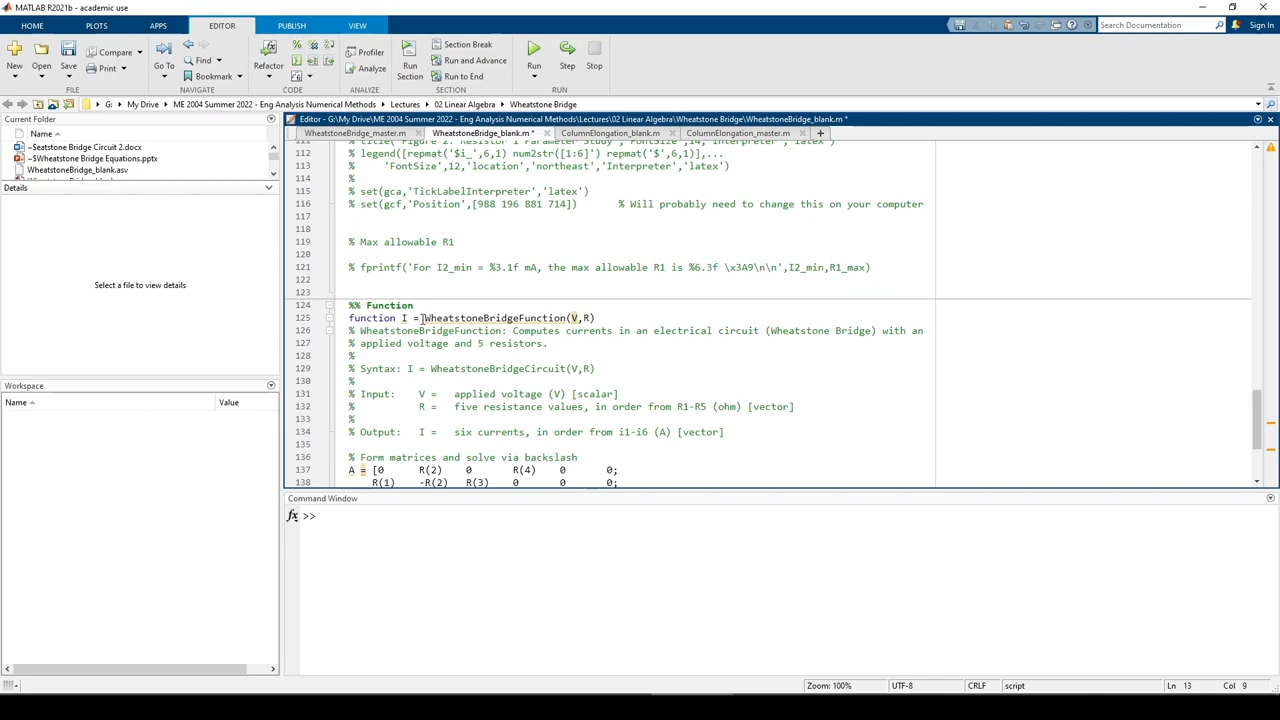 MATLAB R2021b - academic use
HOME PLOTS APPS EDITOR PUBLISH VIEW
Search Documentation Sign In
New Open Save Compare Print Go To Find Bookmark Refactor Profiler Analyze Run Section Section Break Run and Advance Run to End Run Step Stop
FILE NAVIGATE CODE ANALYZE SECTION RUN
G: My Drive ME 2004 Summer 2022 - Eng Analysis Numerical Methods Lectures 02 Linear Algebra Wheatstone Bridge
Current Folder
Name
~$eatstone Bridge Circuit 2.docx
~$Wheatstone Bridge Equations.pptx
WheatstoneBridge_blank.asv
Details
Select a file to view details
Workspace
Name Value
Editor - G:\My Drive\ME 2004 Summer 2022 - Eng Analysis Numerical Methods\Lectures\02 Linear Algebra\Wheatstone Bridge\WheatstoneBridge_blank.m *
WheatstoneBridge_master.m WheatstoneBridge_blank.m * ColumnElongation_blank.m ColumnElongation_master.m
111 % title('Figure 2: Resistor 1 Parameter Study','FontSize',14,'Interpreter','latex')
112 % legend([repmat('$i_',6,1) num2str([1:6]') repmat('$',6,1)],...
113 % 'FontSize',12,'location','northeast','Interpreter','latex')
114 %
115 % set(gca,'TickLabelInterpreter','latex')
116 % set(gcf,'Position',[988 196 881 714]) % Will probably need to change this on your computer
117
118
119 % Max allowable R1
120
121 % fprintf('For I2_min = %3.1f mA, the max allowable R1 is %6.3f \x3A9\n\n',I2_min,R1_max)
122
123
124 %% Function
125 function I = WheatstoneBridgeFunction(V,R)
126 % WheatstoneBridgeFunction: Computes currents in an electrical circuit (Wheatstone Bridge) with an
127 % applied voltage and 5 resistors.
128 %
129 % Syntax: I = WheatstoneBridgeCircuit(V,R)
130 %
131 % Input: V = applied voltage (V) [scalar]
132 % R = five resistance values, in order from R1-R5 (ohm) [vector]
133 %
134 % Output: I = six currents, in order from i1-i6 (A) [vector]
135
136 % Form matrices and solve via backslash
137 A = [0 R(2) 0 R(4) 0 0;
138 R(1) -R(2) R(3) 0 0 0;
Command Window
fx >>
Zoom: 100% UTF-8 CRLF script Ln 13 Col 9